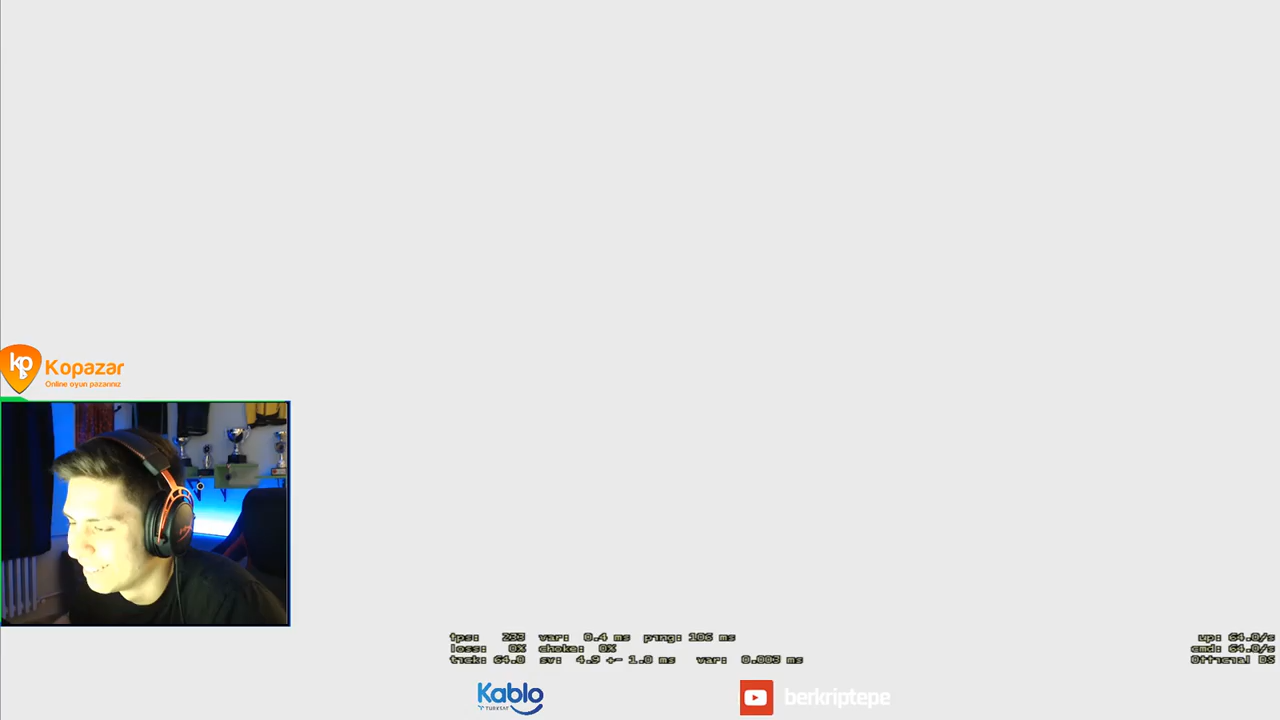 kp
Kopazar
Online oyun pazarınız
fps: 233 var: 0.4 ms ping: 106 ms
loss: 0% choke: 0%
tick: 64.0 sv: 4.9 +- 1.0 ms var: 0.003 ms
up: 64.0/s
cmd: 64.0/s
Official DS
Kablo
TÜRKSAT
berkriptepe